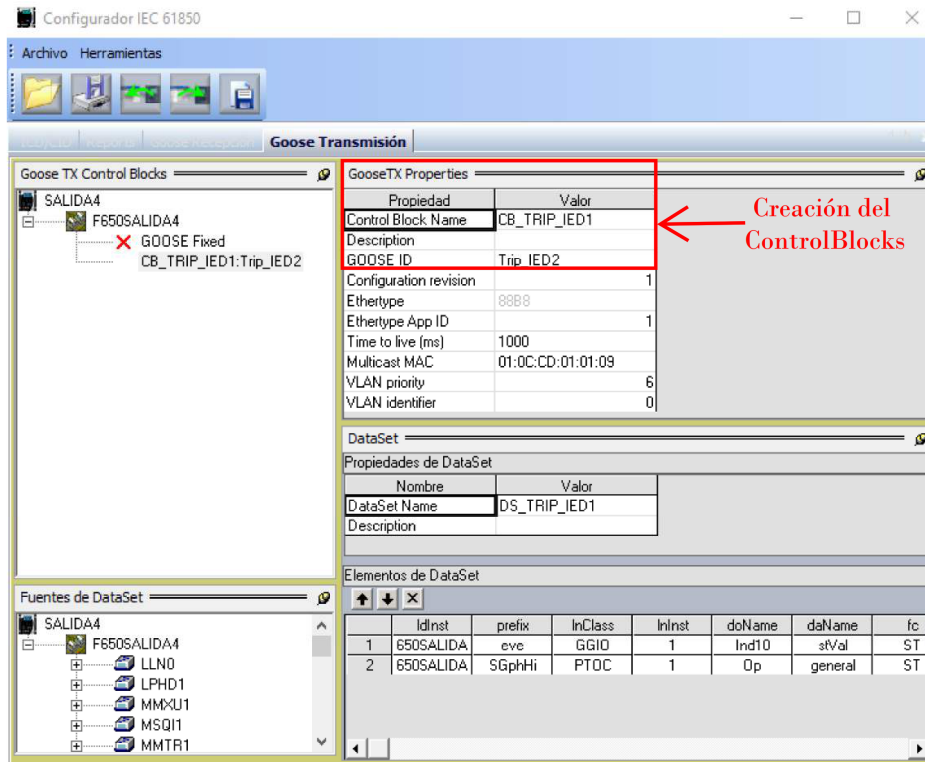 Configurador IEC 61850
Archivo Herramientas
ICD/CID Reports Goose Recepción Goose Transmisión
Goose TX Control Blocks
SALIDA4
F650SALIDA4
GOOSE Fixed
CB_TRIP_IED1:Trip_IED2
GooseTX Properties
Propiedad Valor
Control Block Name CB_TRIP_IED1
Description
GOOSE ID Trip_IED2
Configuration revision 1
Ethertype 88B8
Ethertype App ID 1
Time to live (ms) 1000
Multicast MAC 01:0C:CD:01:01:09
VLAN priority 6
VLAN identifier 0
Creación del
ControlBlocks
DataSet
Propiedades de DataSet
Nombre Valor
DataSet Name DS_TRIP_IED1
Description
Elementos de DataSet
ldInst prefix lnClass lnInst doName daName fc
1 650SALIDA eve GGIO 1 Ind10 stVal ST
2 650SALIDA SGphHi PTOC 1 Op general ST
Fuentes de DataSet
SALIDA4
F650SALIDA4
LLN0
LPHD1
MMXU1
MSQI1
MMTR1